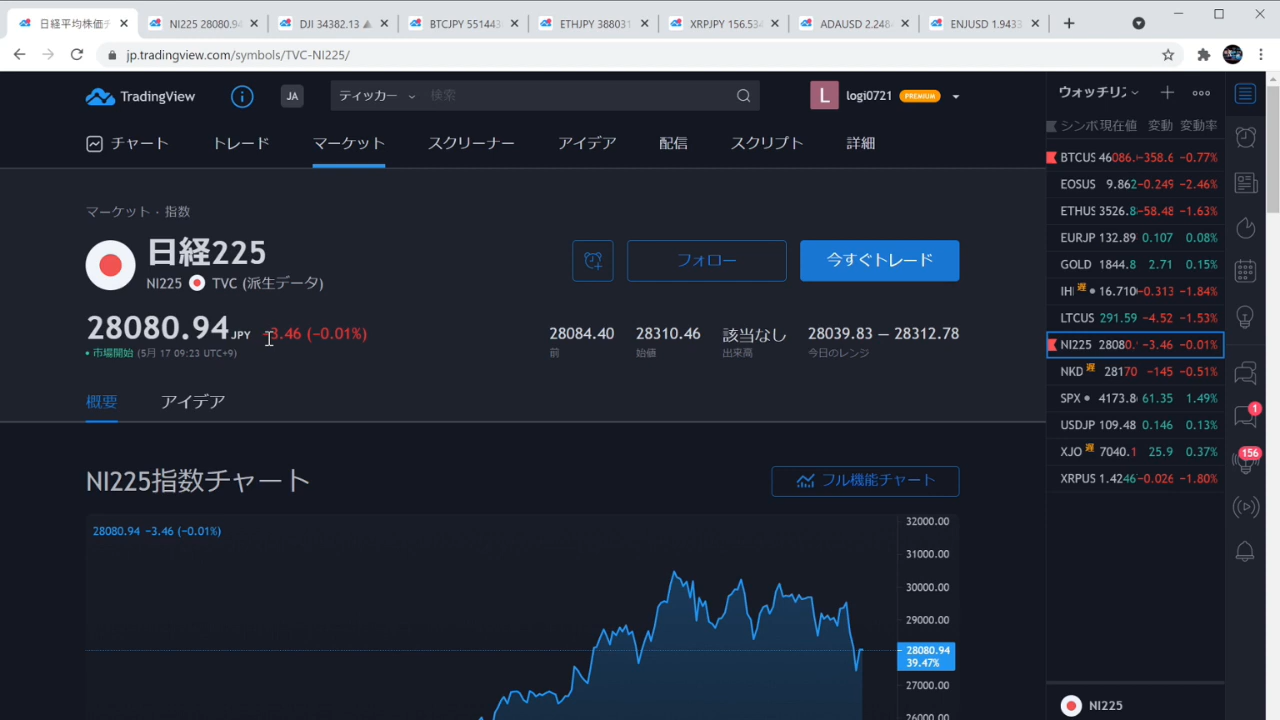 日経平均株価チ
NI225 28080.94
DJI 34382.13
BTCJPY 551443
ETHJPY 388031
XRPJPY 156.534
ADAUSD 2.248
ENJUSD 1.9433
jp.tradingview.com/symbols/TVC-NI225/
TradingView
JA
ティッカー
検索
L
logi0721
PREMIUM
チャート
トレード
マーケット
スクリーナー
アイデア
配信
スクリプト
詳細
マーケット · 指数
日経225
NI225 TVC (派生データ)
フォロー
今すぐトレード
28080.94 JPY −3.46 (−0.01%)
• 市場開始 (5月 17 09:23 UTC+9)
28084.40
前
28310.46
始値
該当なし
出来高
28039.83 — 28312.78
今日のレンジ
概要
アイデア
NI225指数チャート
フル機能チャート
28080.94 −3.46 (−0.01%)
32000.00
31000.00
30000.00
29000.00
28080.94
39.47%
27000.00
26000.00
ウォッチリス
シンボ 現在値 変動 変動率
BTCUS 46086. −358.6 −0.77%
EOSUS 9.862 −0.249 −2.46%
ETHUS 3526.8 −58.48 −1.63%
EURJP 132.89 0.107 0.08%
GOLD 1844.8 2.71 0.15%
IHI 遅 16.710 −0.313 −1.84%
LTCUS 291.59 −4.52 −1.53%
NI225 28080. −3.46 −0.01%
NKD 遅 28170 −145 −0.51%
SPX 4173.8 61.35 1.49%
USDJP 109.48 0.146 0.13%
XJO 遅 7040.1 25.9 0.37%
XRPUS 1.4246 −0.026 −1.80%
NI225
1
156